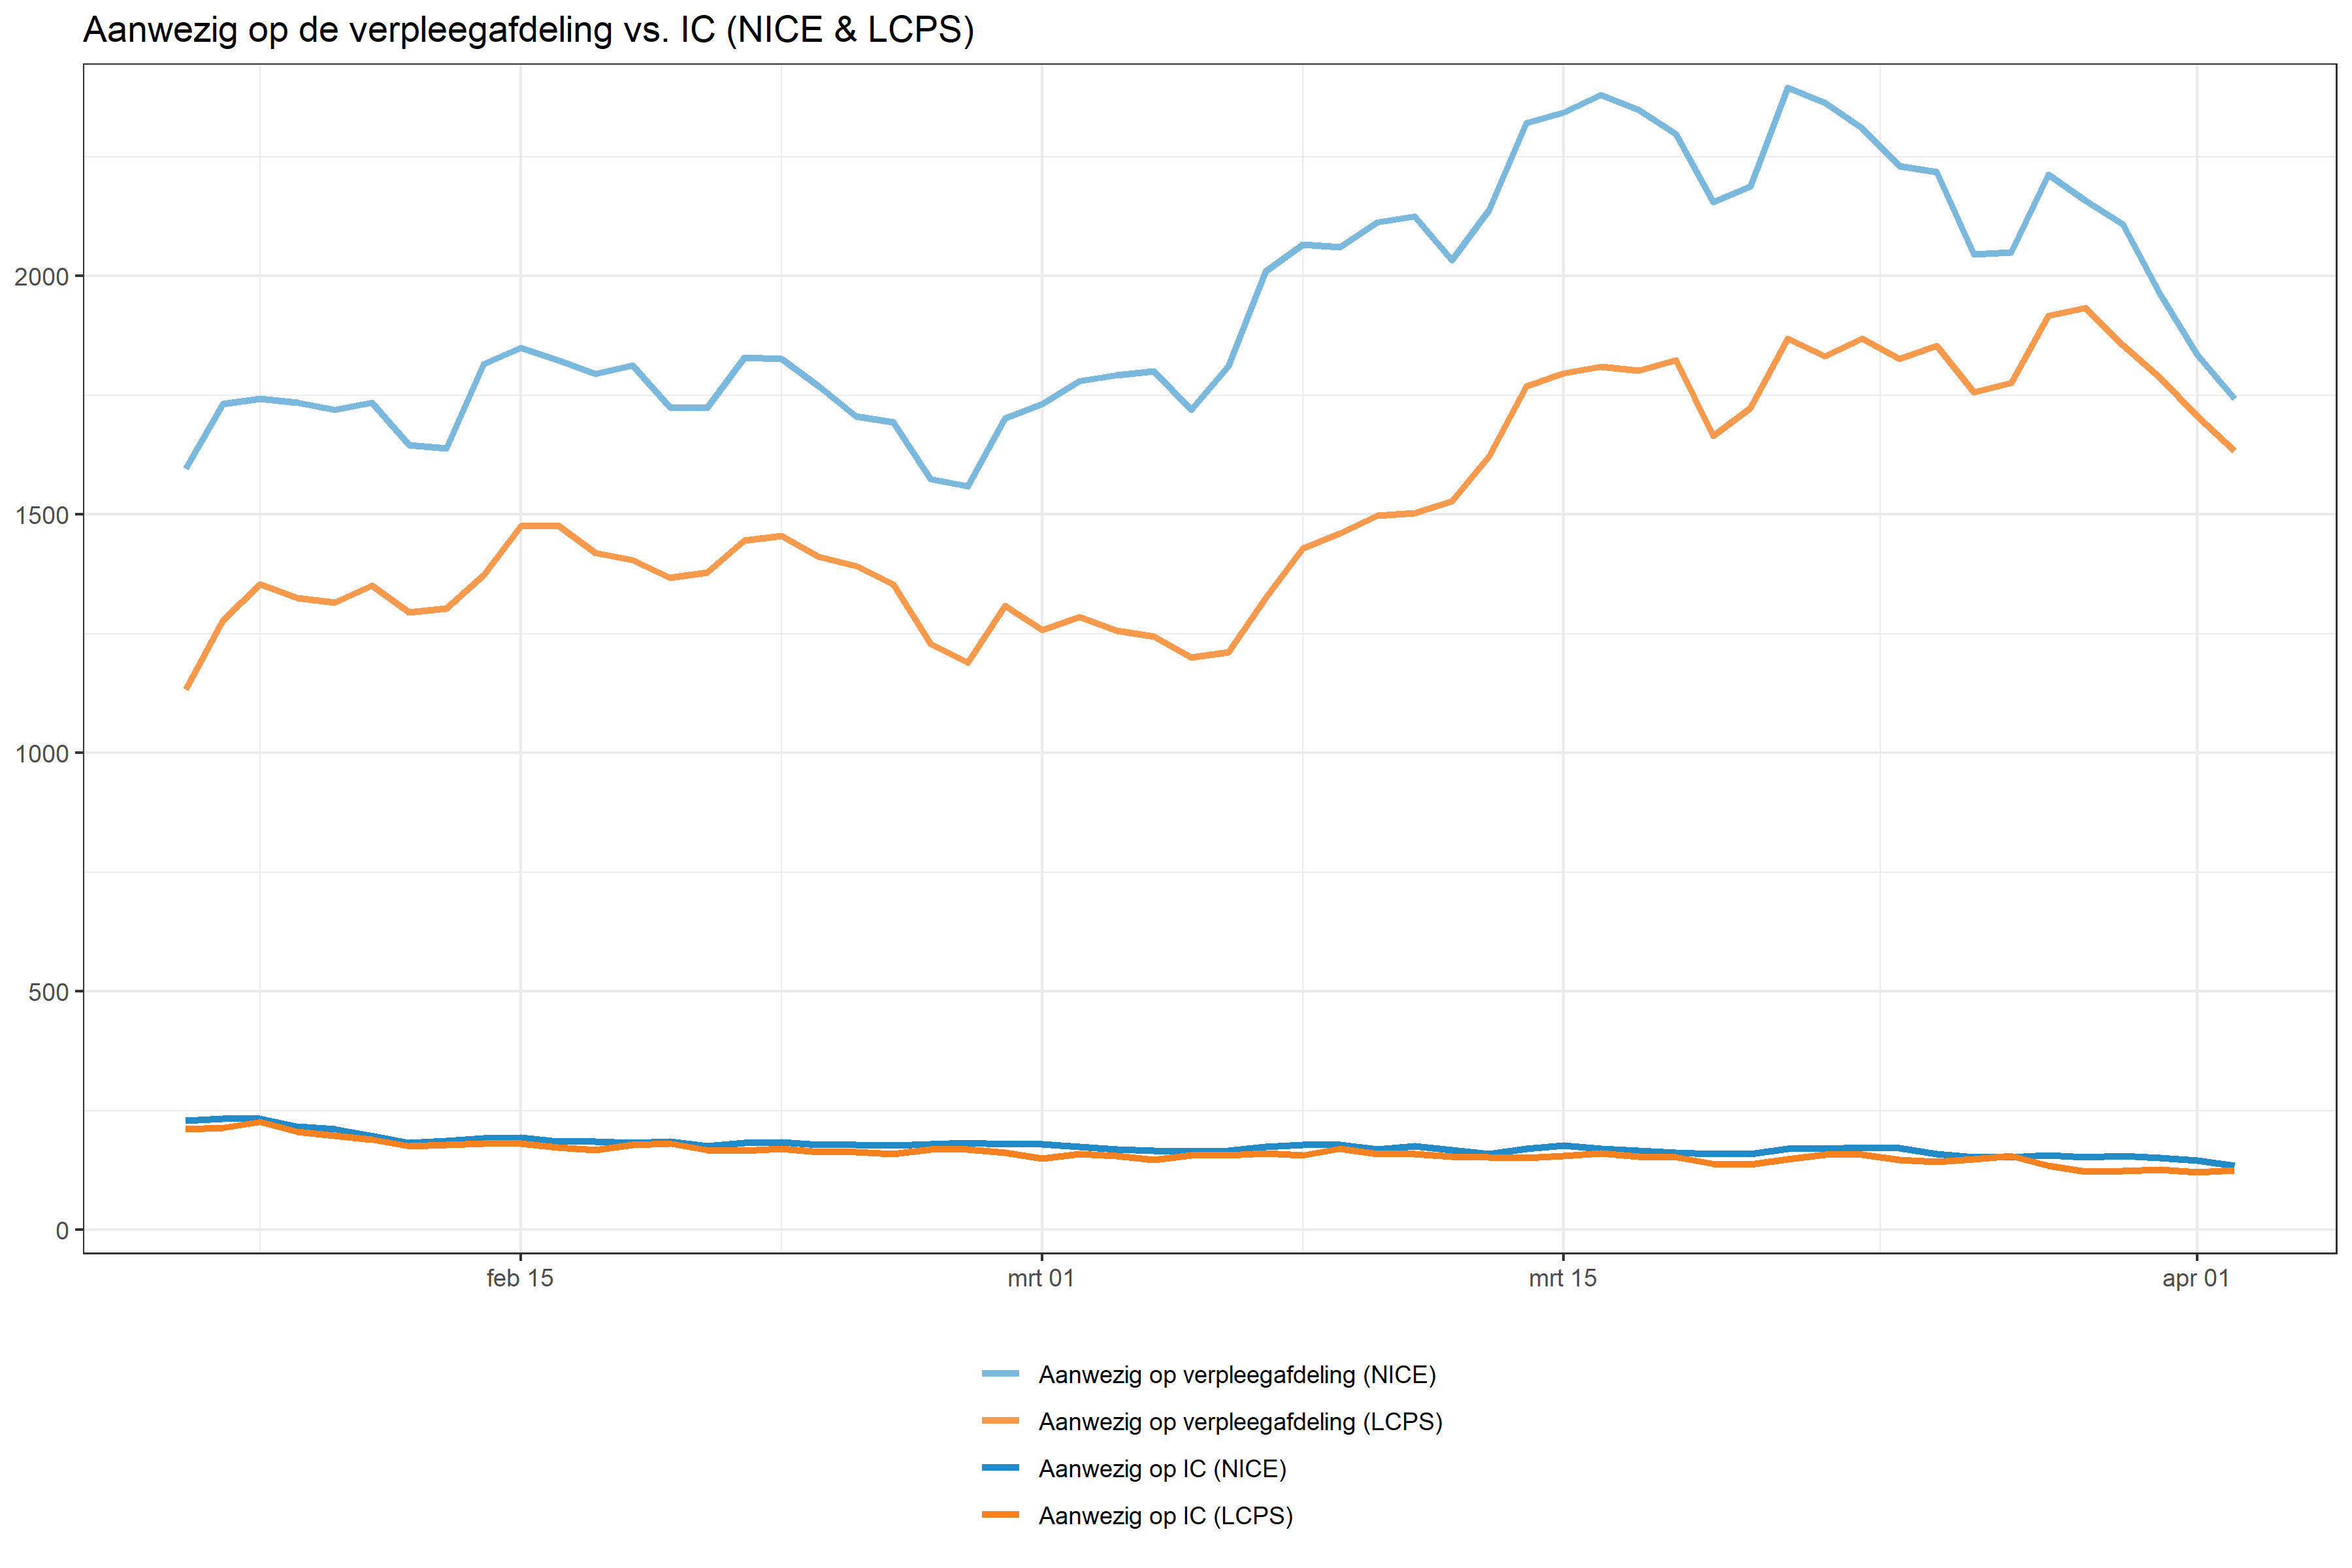 Aanwezig op de verpleegafdeling vs. IC (NICE & LCPS)
2000
1500
1000
500
0
feb 15 mrt 01 mrt 15 apr 01
Aanwezig op verpleegafdeling (NICE)
Aanwezig op verpleegafdeling (LCPS)
Aanwezig op IC (NICE)
Aanwezig op IC (LCPS)